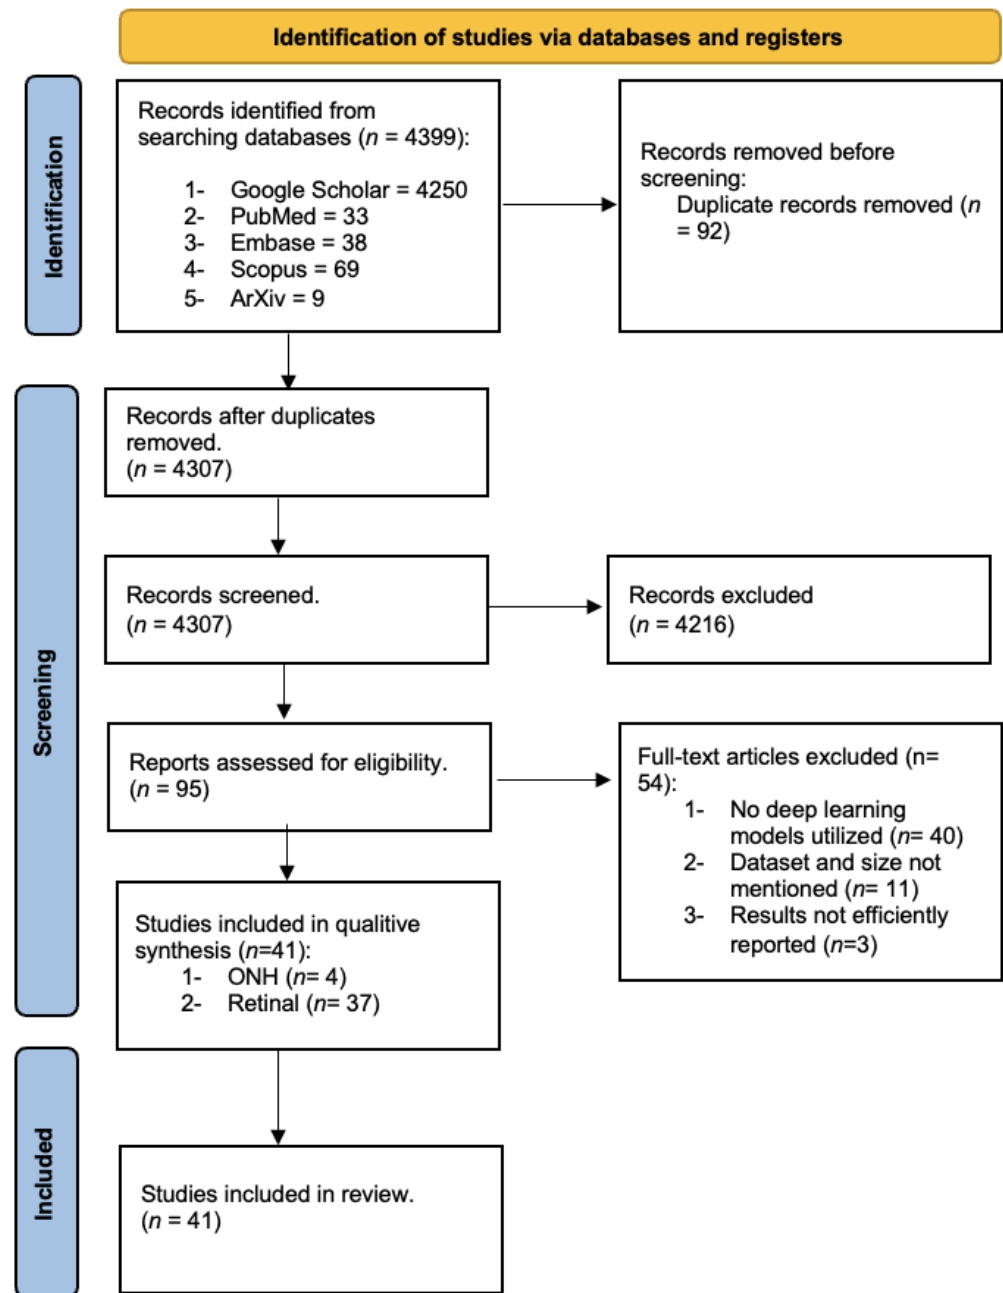 Identification of studies via databases and registers
Identification
Records identified from
searching databases (n = 4399):
1- Google Scholar = 4250
2- PubMed = 33
3- Embase = 38
4- Scopus = 69
5- ArXiv = 9
Records removed before
screening:
Duplicate records removed (n
= 92)
Screening
Records after duplicates
removed.
(n = 4307)
Records screened.
(n = 4307)
Records excluded
(n = 4216)
Reports assessed for eligibility.
(n = 95)
Full-text articles excluded (n=
54):
1- No deep learning
models utilized (n= 40)
2- Dataset and size not
mentioned (n= 11)
3- Results not efficiently
reported (n=3)
Studies included in qualitive
synthesis (n=41):
1- ONH (n= 4)
2- Retinal (n= 37)
Included
Studies included in review.
(n = 41)